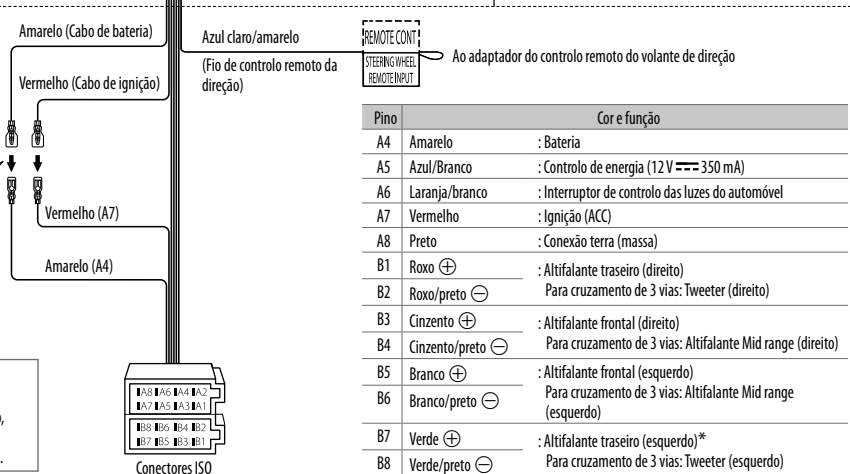 Amarelo (Cabo de bateria)
Vermelho (Cabo de ignição)
Vermelho (A7)
Amarelo (A4)
Azul claro/amarelo
(Fio de controlo remoto da
direção)
REMOTE CONT
STEERING WHEEL
REMOTE INPUT
Ao adaptador do controlo remoto do volante de direção
A8 A6 A4 A2
A7 A5 A3 A1
B8 B6 B4 B2
B7 B5 B3 B1
Conectores ISO
Pino Cor e função
A4 Amarelo : Bateria
A5 Azul/Branco : Controlo de energia (12 V ⎓ 350 mA)
A6 Laranja/branco : Interruptor de controlo das luzes do automóvel
A7 Vermelho : Ignição (ACC)
A8 Preto : Conexão terra (massa)
B1 Roxo ⊕ : Altifalante traseiro (direito)
B2 Roxo/preto ⊖ Para cruzamento de 3 vias: Tweeter (direito)
B3 Cinzento ⊕ : Altifalante frontal (direito)
B4 Cinzento/preto ⊖ Para cruzamento de 3 vias: Altifalante Mid range (direito)
B5 Branco ⊕ : Altifalante frontal (esquerdo)
B6 Branco/preto ⊖ Para cruzamento de 3 vias: Altifalante Mid range
(esquerdo)
B7 Verde ⊕ : Altifalante traseiro (esquerdo)*
B8 Verde/preto ⊖ Para cruzamento de 3 vias: Tweeter (esquerdo)